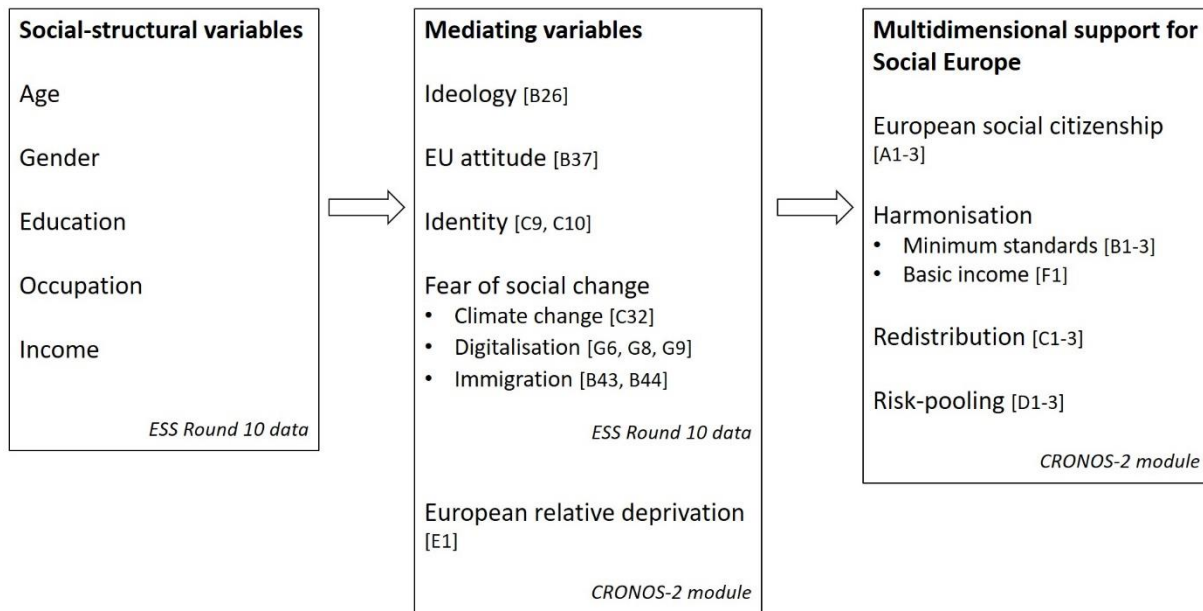 Social-structural variables
Age
Gender
Education
Occupation
Income
ESS Round 10 data
Mediating variables
Ideology [B26]
EU attitude [B37]
Identity [C9, C10]
Fear of social change
• Climate change [C32]
• Digitalisation [G6, G8, G9]
• Immigration [B43, B44]
ESS Round 10 data
European relative deprivation
[E1]
CRONOS-2 module
Multidimensional support for
Social Europe
European social citizenship
[A1-3]
Harmonisation
• Minimum standards [B1-3]
• Basic income [F1]
Redistribution [C1-3]
Risk-pooling [D1-3]
CRONOS-2 module